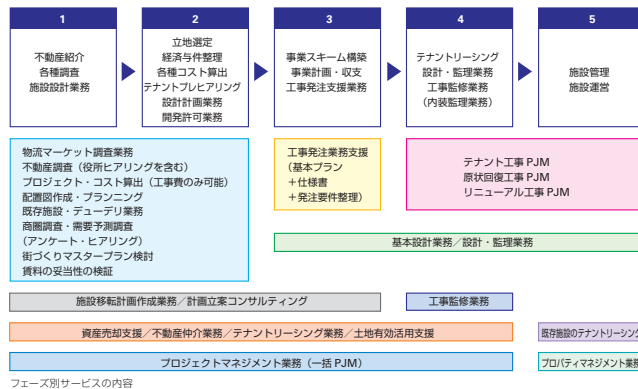 1
不動産紹介
各種調査
施設設計業務
2
立地選定
経済与件整理
各種コスト算出
テナントプレヒアリング
設計計画業務
開発許可業務
3
事業スキーム構築
事業計画・収支
工事発注支援業務
4
テナントリーシング
設計・監理業務
工事監修業務
(内装監理業務)
5
施設管理
施設運営
物流マーケット調査業務
不動産調査(役所ヒアリングを含む)
プロジェクト・コスト算出(工事費のみ可能)
配置図作成・プランニング
既存施設・デューデリ業務
商圏調査・需要予測調査
(アンケート・ヒアリング)
街づくりマスタープラン検討
賃料の妥当性の検証
工事発注業務支援
(基本プラン
+仕様書
+発注要件整理)
テナント工事 PJM
原状回復工事 PJM
リニューアル工事 PJM
基本設計業務/設計・監理業務
施設移転計画作成業務/計画立案コンサルティング
工事監修業務
資産売却支援/不動産仲介業務/テナントリーシング業務/土地有効活用支援
既存施設のテナントリーシング
プロジェクトマネジメント業務(一括 PJM)
プロパティマネジメント業務
フェーズ別サービスの内容